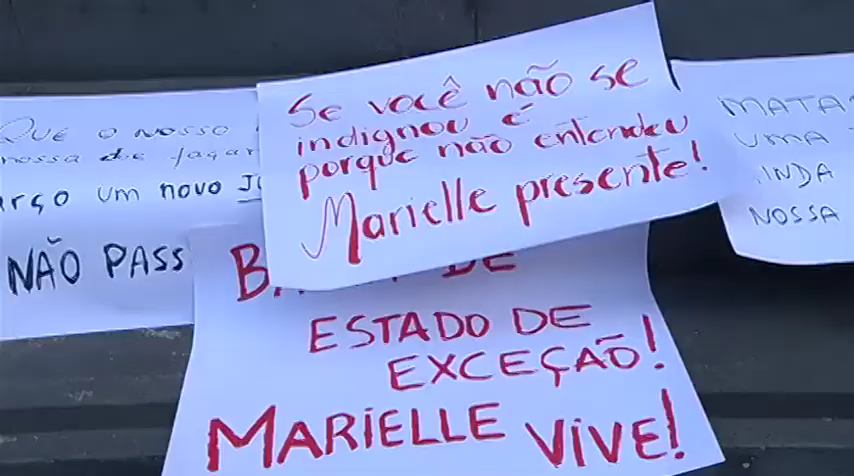 Se você não se
indignou é
porque não entendeu
Marielle presente!
QUE O NOSSO
nossa de
um novo
NÃO PASS
DE
ESTADO DE
EXCEÇÃO!
MARIELLE VIVE!
MATA
UMA
NOSSA